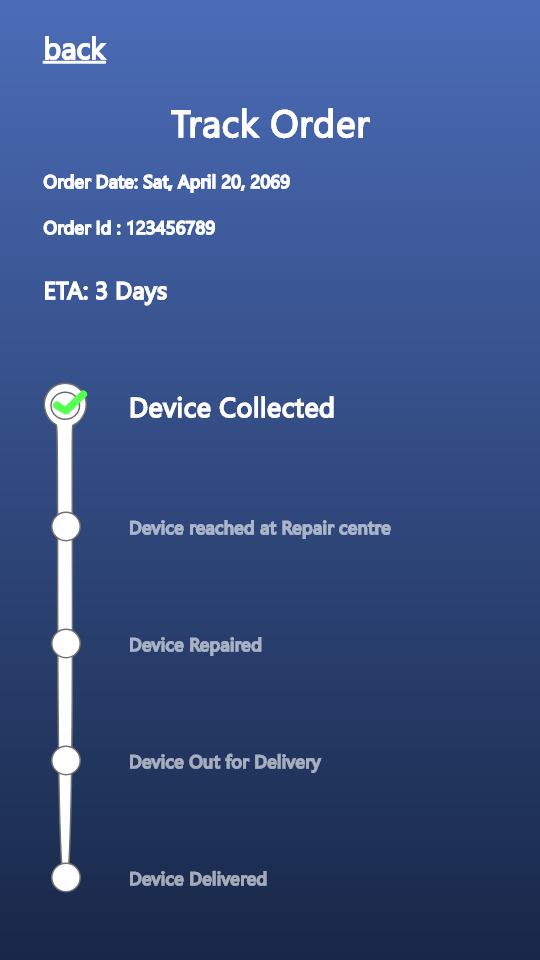 back
Track Order
Order Date: Sat, April 20, 2069
Order Id : 123456789
ETA: 3 Days
Device Collected
Device reached at Repair centre
Device Repaired
Device Out for Delivery
Device Delivered